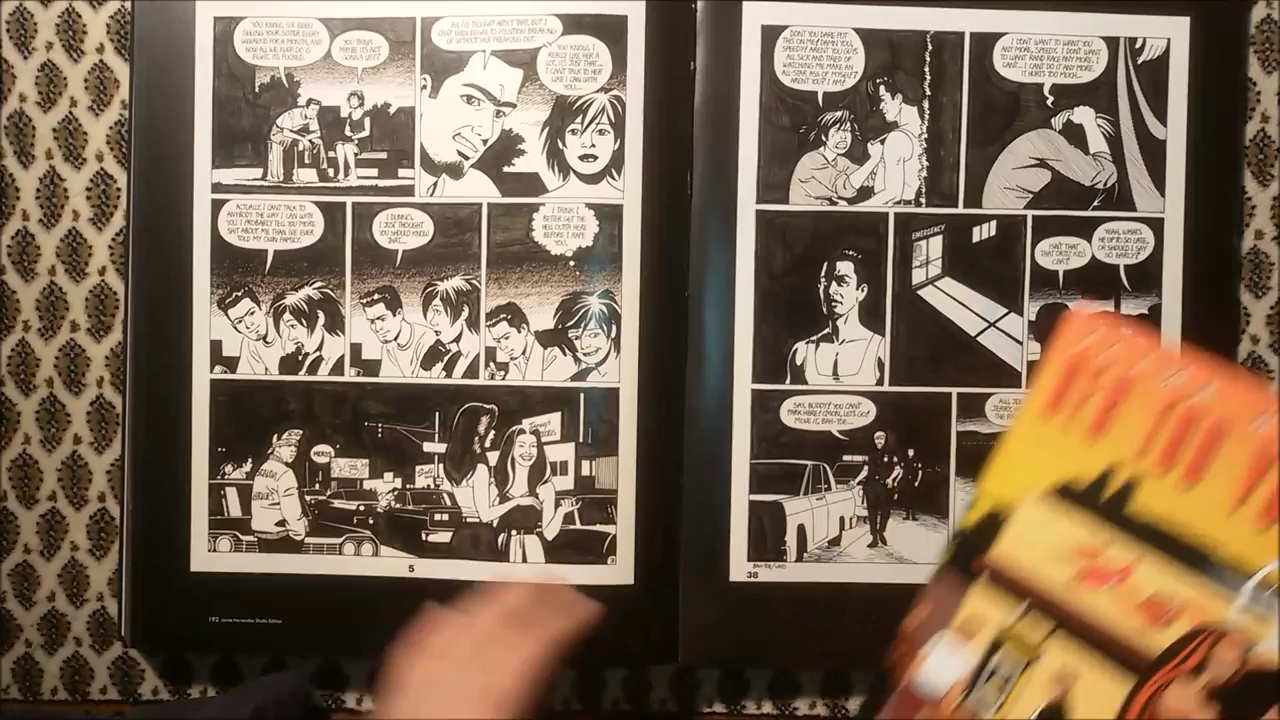 YOU KNOW, I'VE BEEN
SEEING YOUR SISTER EVERY
WEEKEND FOR A MONTH, AND
NOW ALL WE EVER DO IS
FIGHT. IT'S FUCKED.
YOU THINK
MAYBE IT'S NOT
GONNA LAST?
I'VE THOUGHT ABOUT THAT, BUT I
CAN'T EVEN BEGIN TO MENTION BREAKING
UP WITHOUT HER FREAKING OUT.
YOU KNOW, I
REALLY LIKE HER A
LOT. IT'S JUST THAT...
I CAN'T TALK TO HER
LIKE I CAN WITH
YOU...
ACTUALLY, I CAN'T TALK TO
ANYBODY THE WAY I CAN WITH
YOU. I PROBABLY TELL YOU MORE
SHIT ABOUT ME THAN I'VE EVER
TOLD MY OWN FAMILY.
I DUNNO,
I JUST THOUGHT
YOU SHOULD KNOW
THAT...
I THINK I
BETTER GET THE
HELL OUTTA HERE
BEFORE I RAPE
YOU.
5
192 Jaime Hernandez Studio Edition
DON'T YOU DARE PUT
THIS ON ME! DAMN YOU,
SPEEDY! AREN'T YOU GUYS
ALL SICK AND TIRED OF
WATCHING ME MAKE AN
ALL-STAR ASS OF MYSELF?
AREN'T YOU? I AM!
I DON'T WANT TO WANT YOU
ANY MORE, SPEEDY. I DON'T WANT
TO WANT RAND RACE ANY MORE. I
CAN'T... I CAN'T DO IT ANY MORE.
IT HURTS TOO MUCH...
EMERGENCY
ISN'T THAT
THAT ORTIZ KID'S
CAR?
YEAH, WHAT'S
HE UP TO SO LATE,
OR SHOULD I SAY
SO EARLY?
SAY, BUDDY! YOU CAN'T
PARK HERE! C'MON, LET'S GO!
MOVE IT, BAH-TOE...
38